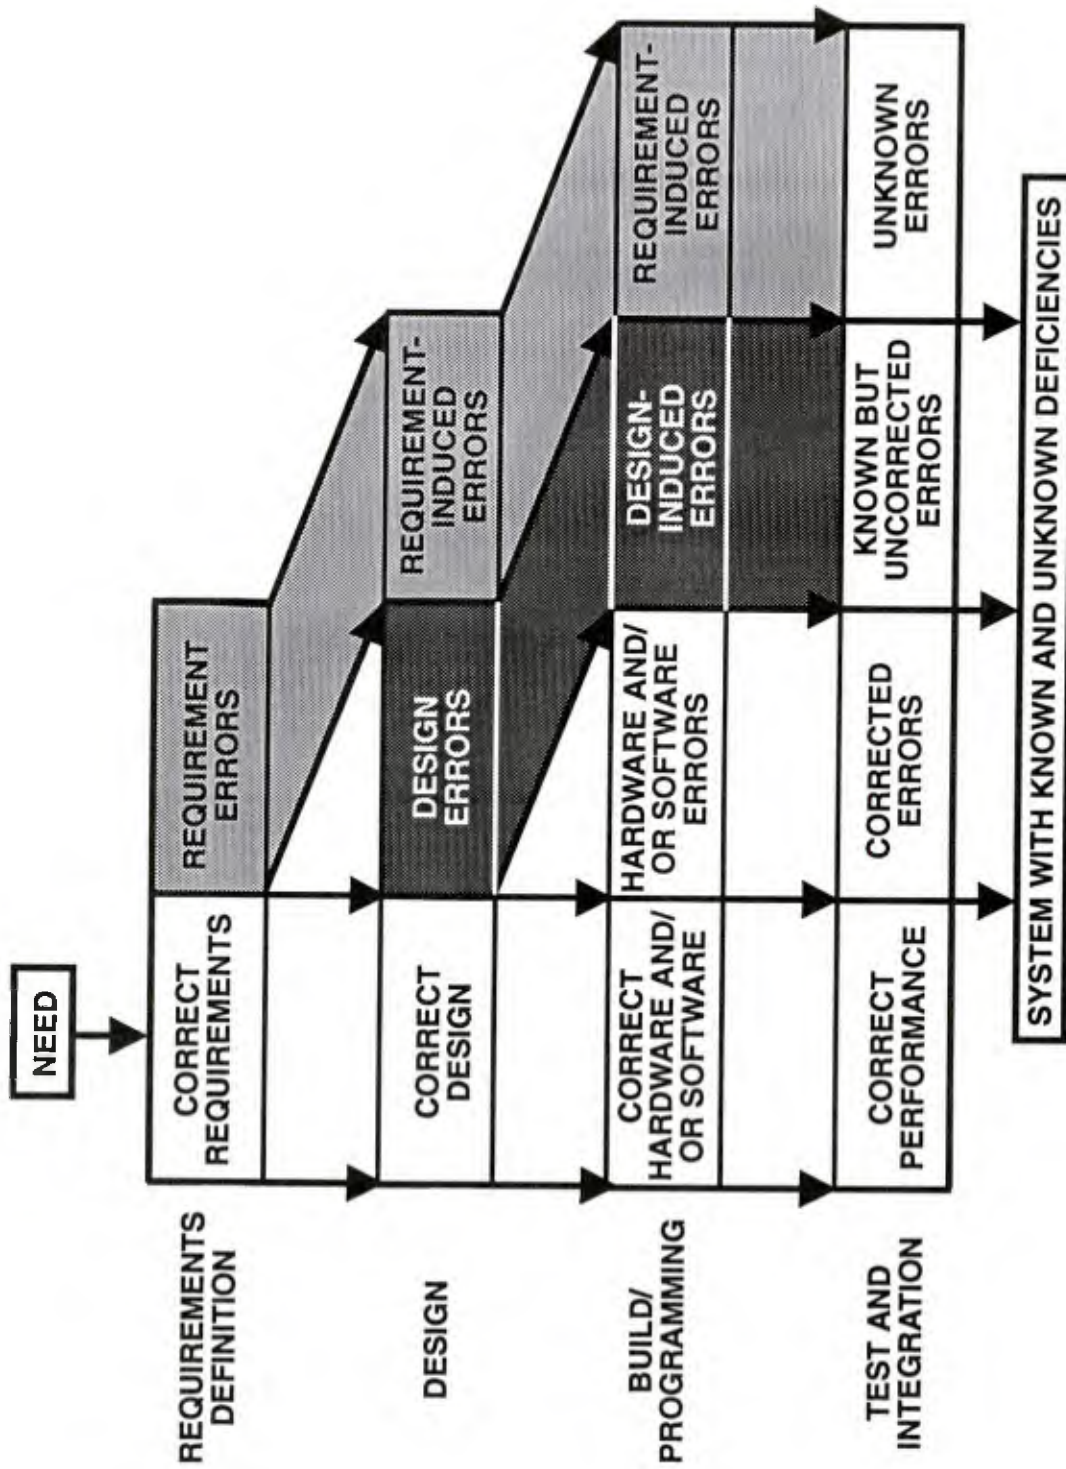 NEED
REQUIREMENTS
DEFINITION
CORRECT
REQUIREMENTS
REQUIREMENT
ERRORS
DESIGN
CORRECT
DESIGN
DESIGN
ERRORS
REQUIREMENT-
INDUCED
ERRORS
BUILD/
PROGRAMMING
CORRECT
HARDWARE AND/
OR SOFTWARE
HARDWARE AND/
OR SOFTWARE
ERRORS
DESIGN-
INDUCED
ERRORS
REQUIREMENT-
INDUCED
ERRORS
TEST AND
INTEGRATION
CORRECT
PERFORMANCE
CORRECTED
ERRORS
KNOWN BUT
UNCORRECTED
ERRORS
UNKNOWN
ERRORS
SYSTEM WITH KNOWN AND UNKNOWN DEFICIENCIES